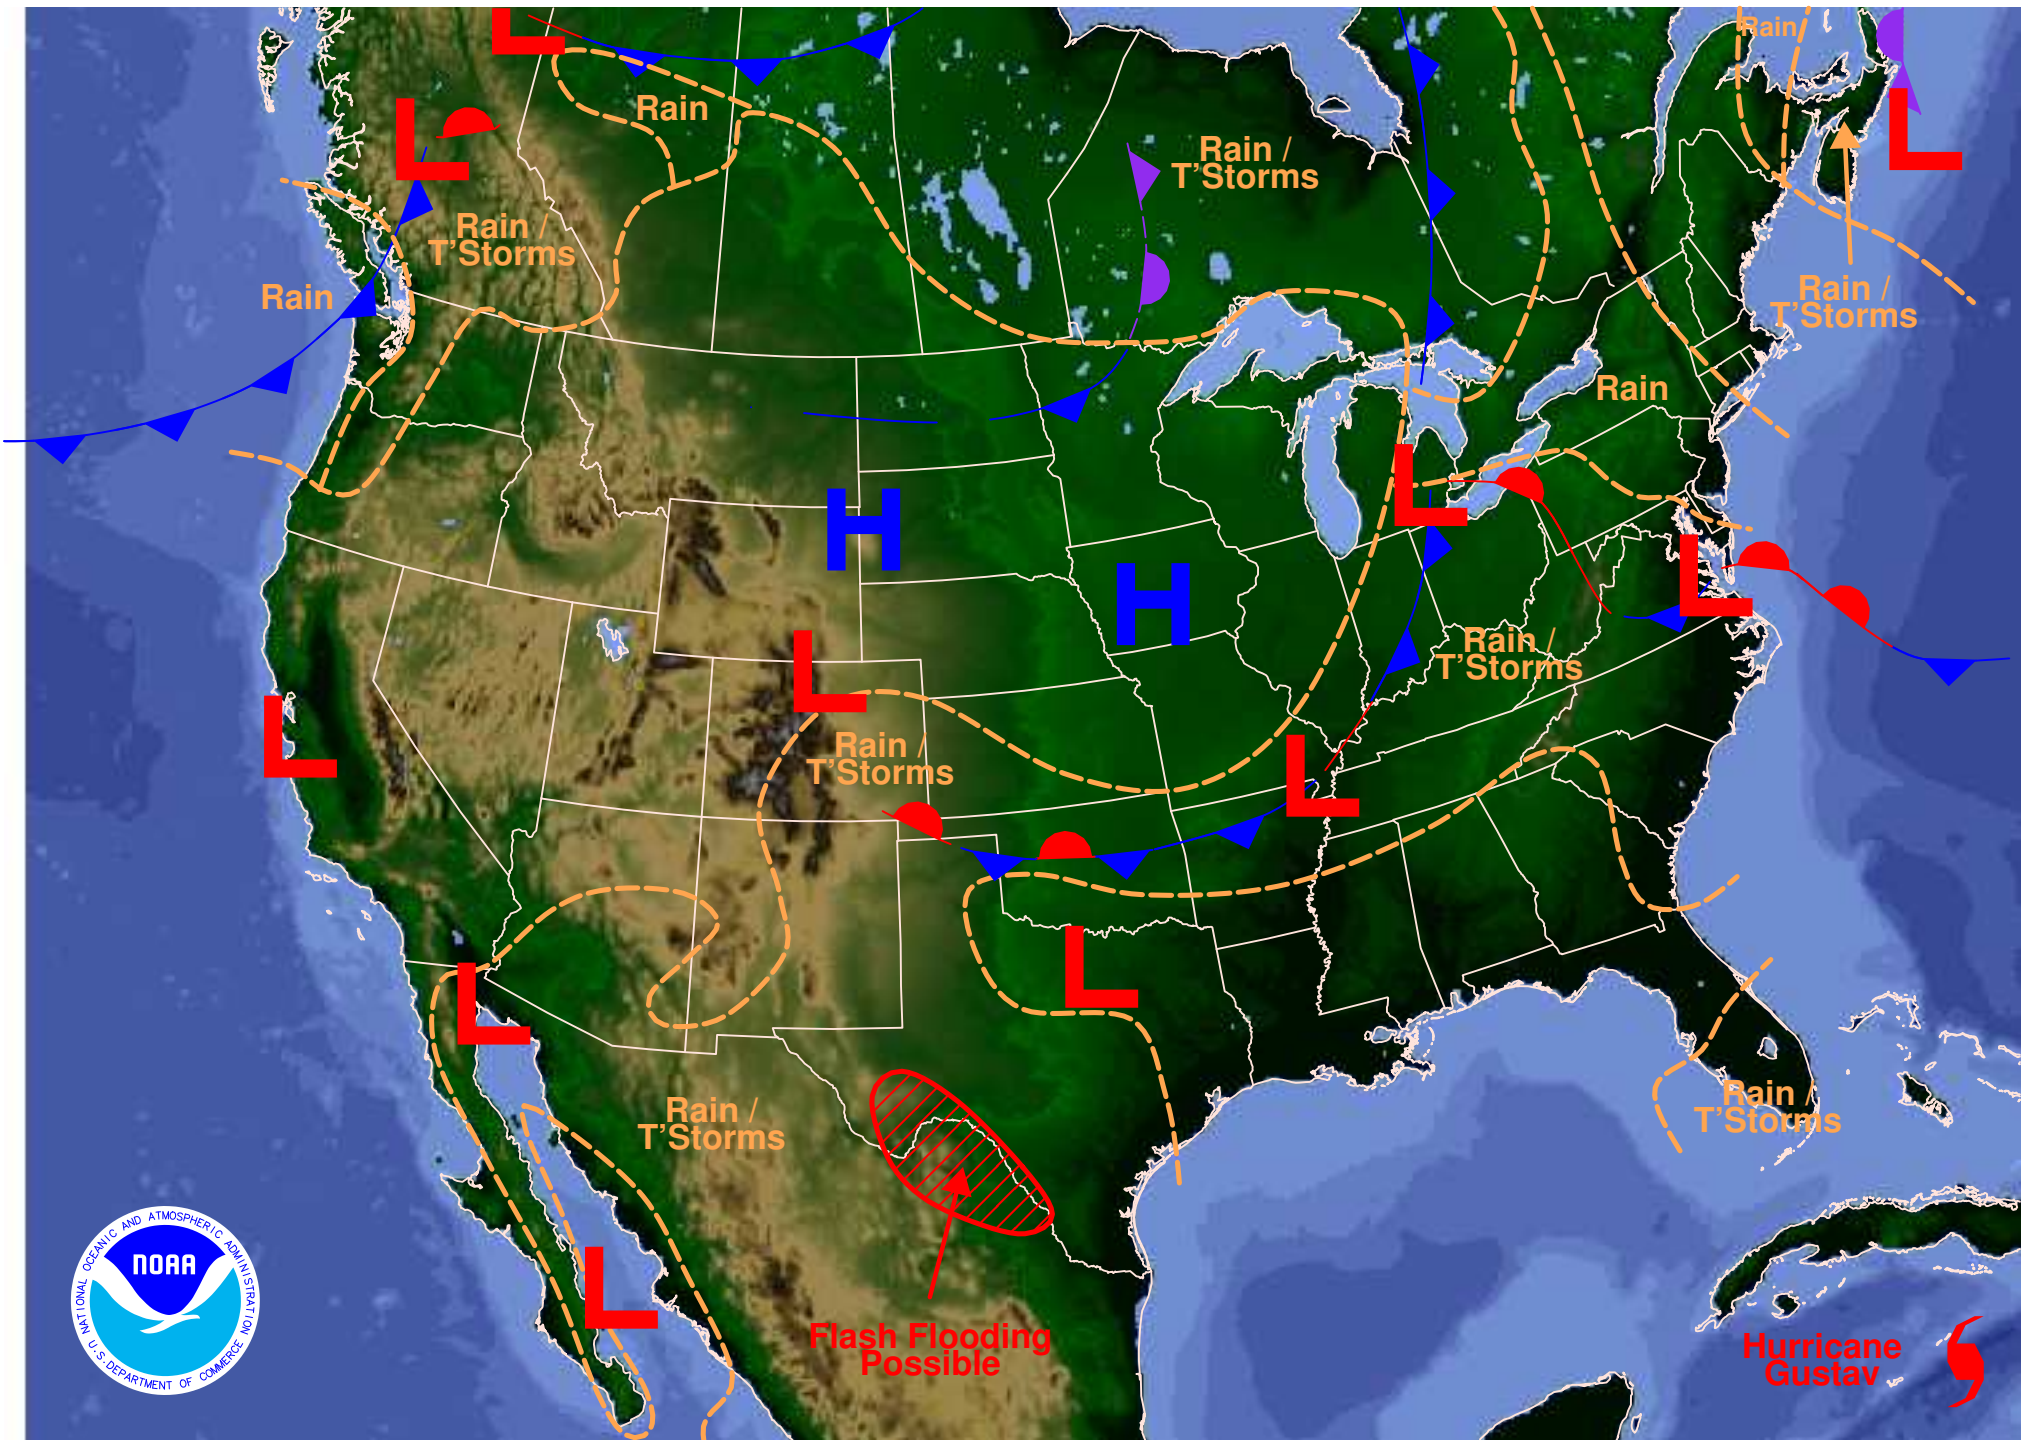 Rain
Rain
Rain /
T'Storms
Rain /
T'Storms
Rain
Rain /
T'Storms
Rain
Rain /
T'Storms
Rain /
T'Storms
Rain /
T'Storms
Rain /
T'Storms
Flash Flooding
Possible
Hurricane
Gustav
L
L
L
H
H
L
L
L
L
L
L
L
L
NATIONAL OCEANIC AND ATMOSPHERIC ADMINISTRATION
NOAA
U.S. DEPARTMENT OF COMMERCE